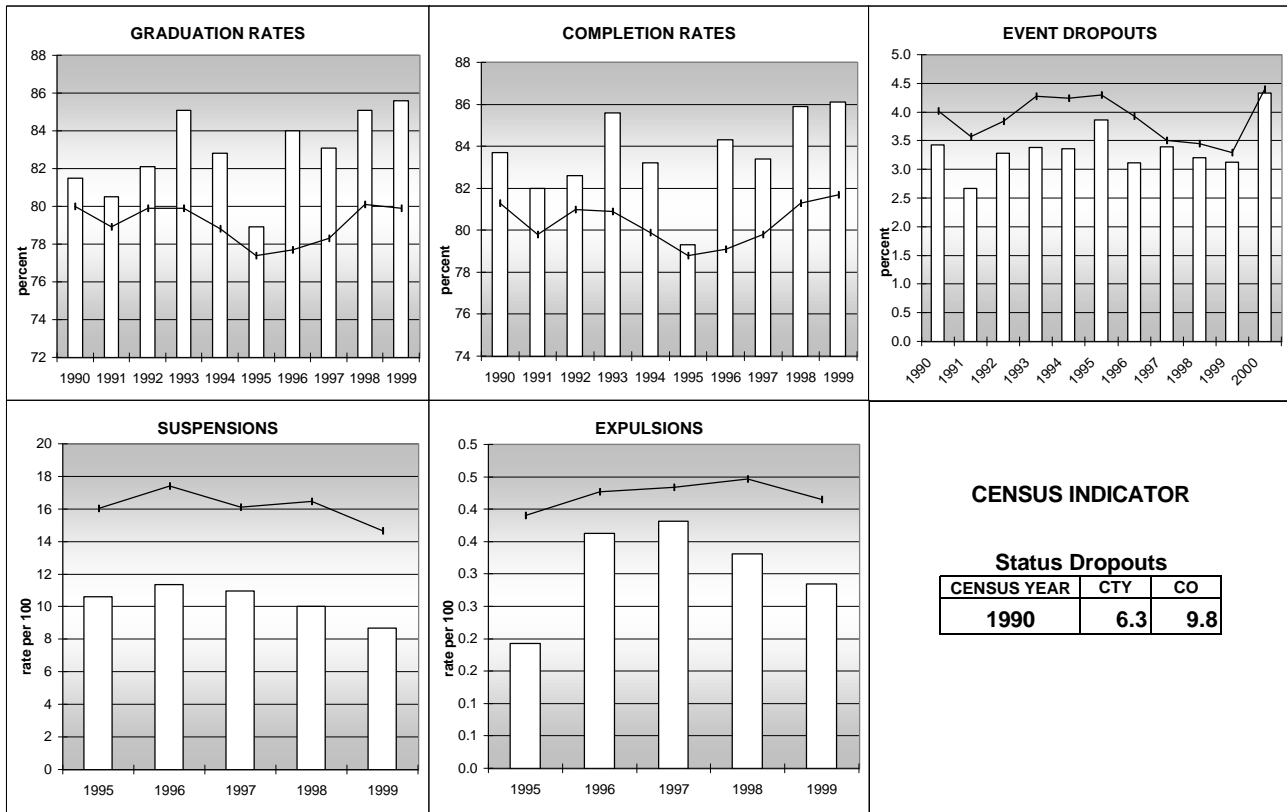 GRADUATION RATES
88
86
84
82
80
78
76
74
72
percent
1990 1991 1992 1993 1994 1995 1996 1997 1998 1999
COMPLETION RATES
88
86
84
82
80
78
76
74
percent
1990 1991 1992 1993 1994 1995 1996 1997 1998 1999
EVENT DROPOUTS
5.0
4.5
4.0
3.5
3.0
2.5
2.0
1.5
1.0
0.5
0.0
percent
1990 1991 1992 1993 1994 1995 1996 1997 1998 1999 2000
SUSPENSIONS
20
18
16
14
12
10
8
6
4
2
0
rate per 100
1995 1996 1997 1998 1999
EXPULSIONS
0.5
0.5
0.4
0.4
0.3
0.3
0.2
0.2
0.1
0.1
0.0
rate per 100
1995 1996 1997 1998 1999
CENSUS INDICATOR
Status Dropouts
CENSUS YEAR CTY CO
1990 6.3 9.8